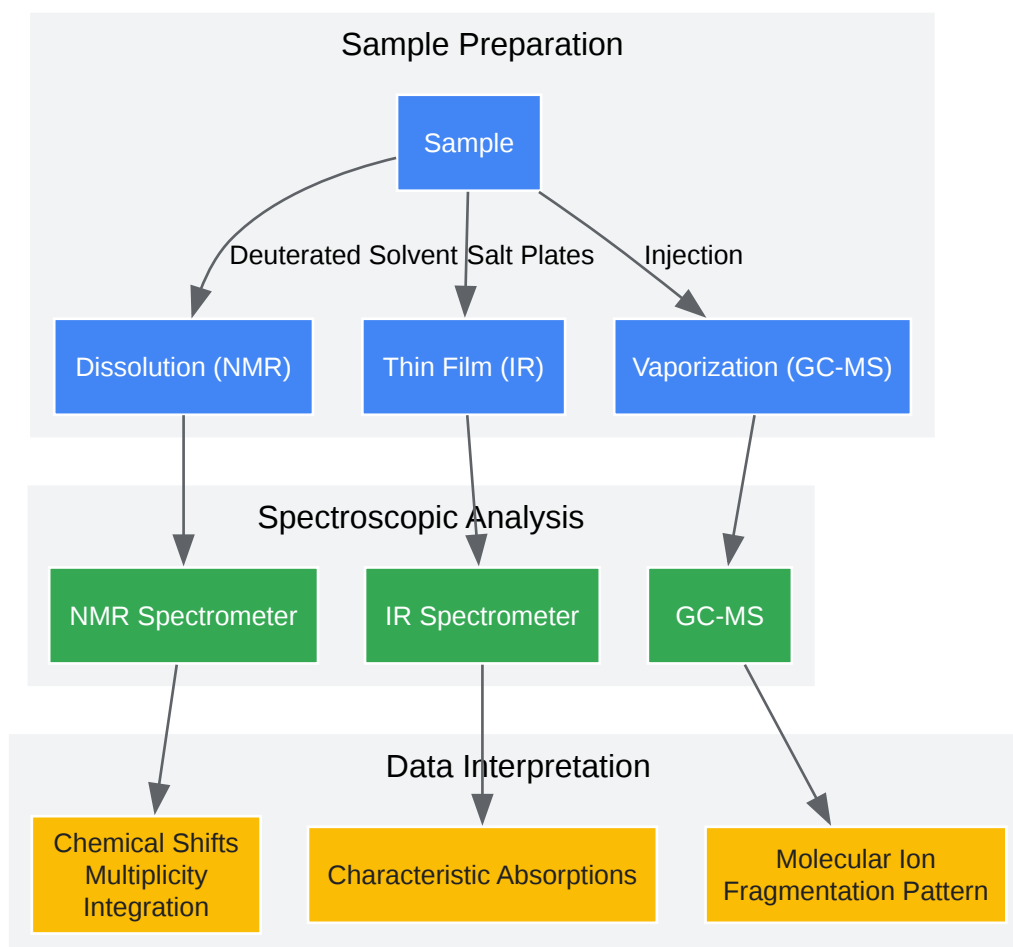 Sample Preparation
Sample
Deuterated Solvent
Salt Plates
Injection
Dissolution (NMR)
Thin Film (IR)
Vaporization (GC-MS)
Spectroscopic Analysis
NMR Spectrometer
IR Spectrometer
GC-MS
Data Interpretation
Chemical Shifts
Multiplicity
Integration
Characteristic Absorptions
Molecular Ion
Fragmentation Pattern